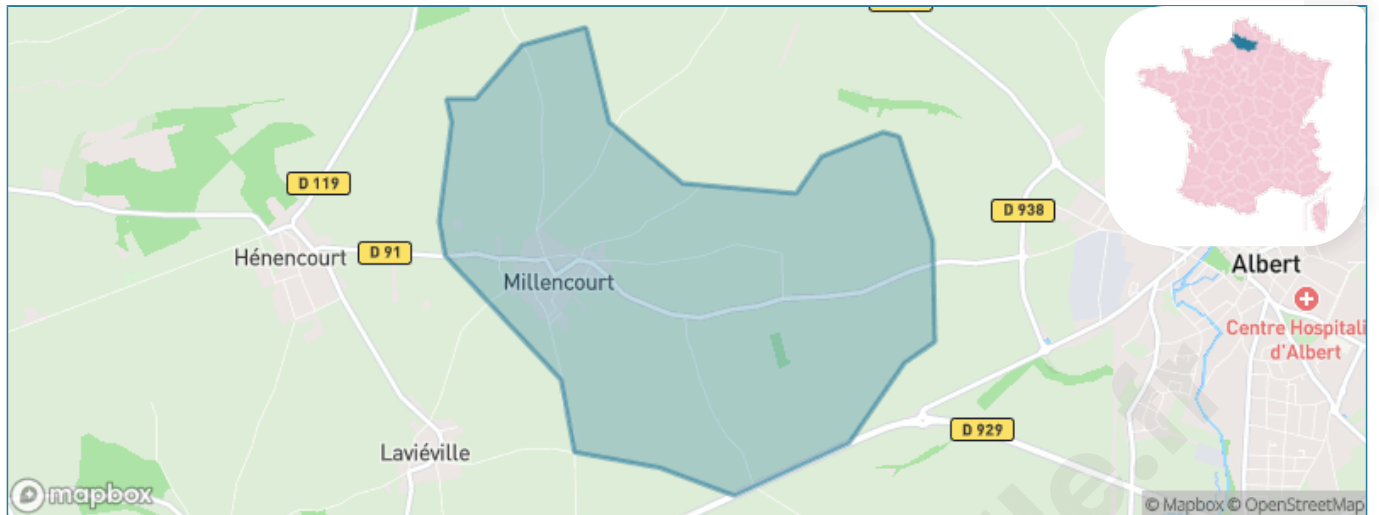 D 119
D 938
Hénencourt
D 91
Albert
Millencourt
Centre Hospitali
d'Albert
D 929
Laviéville
mapbox
© Mapbox © OpenStreetMap